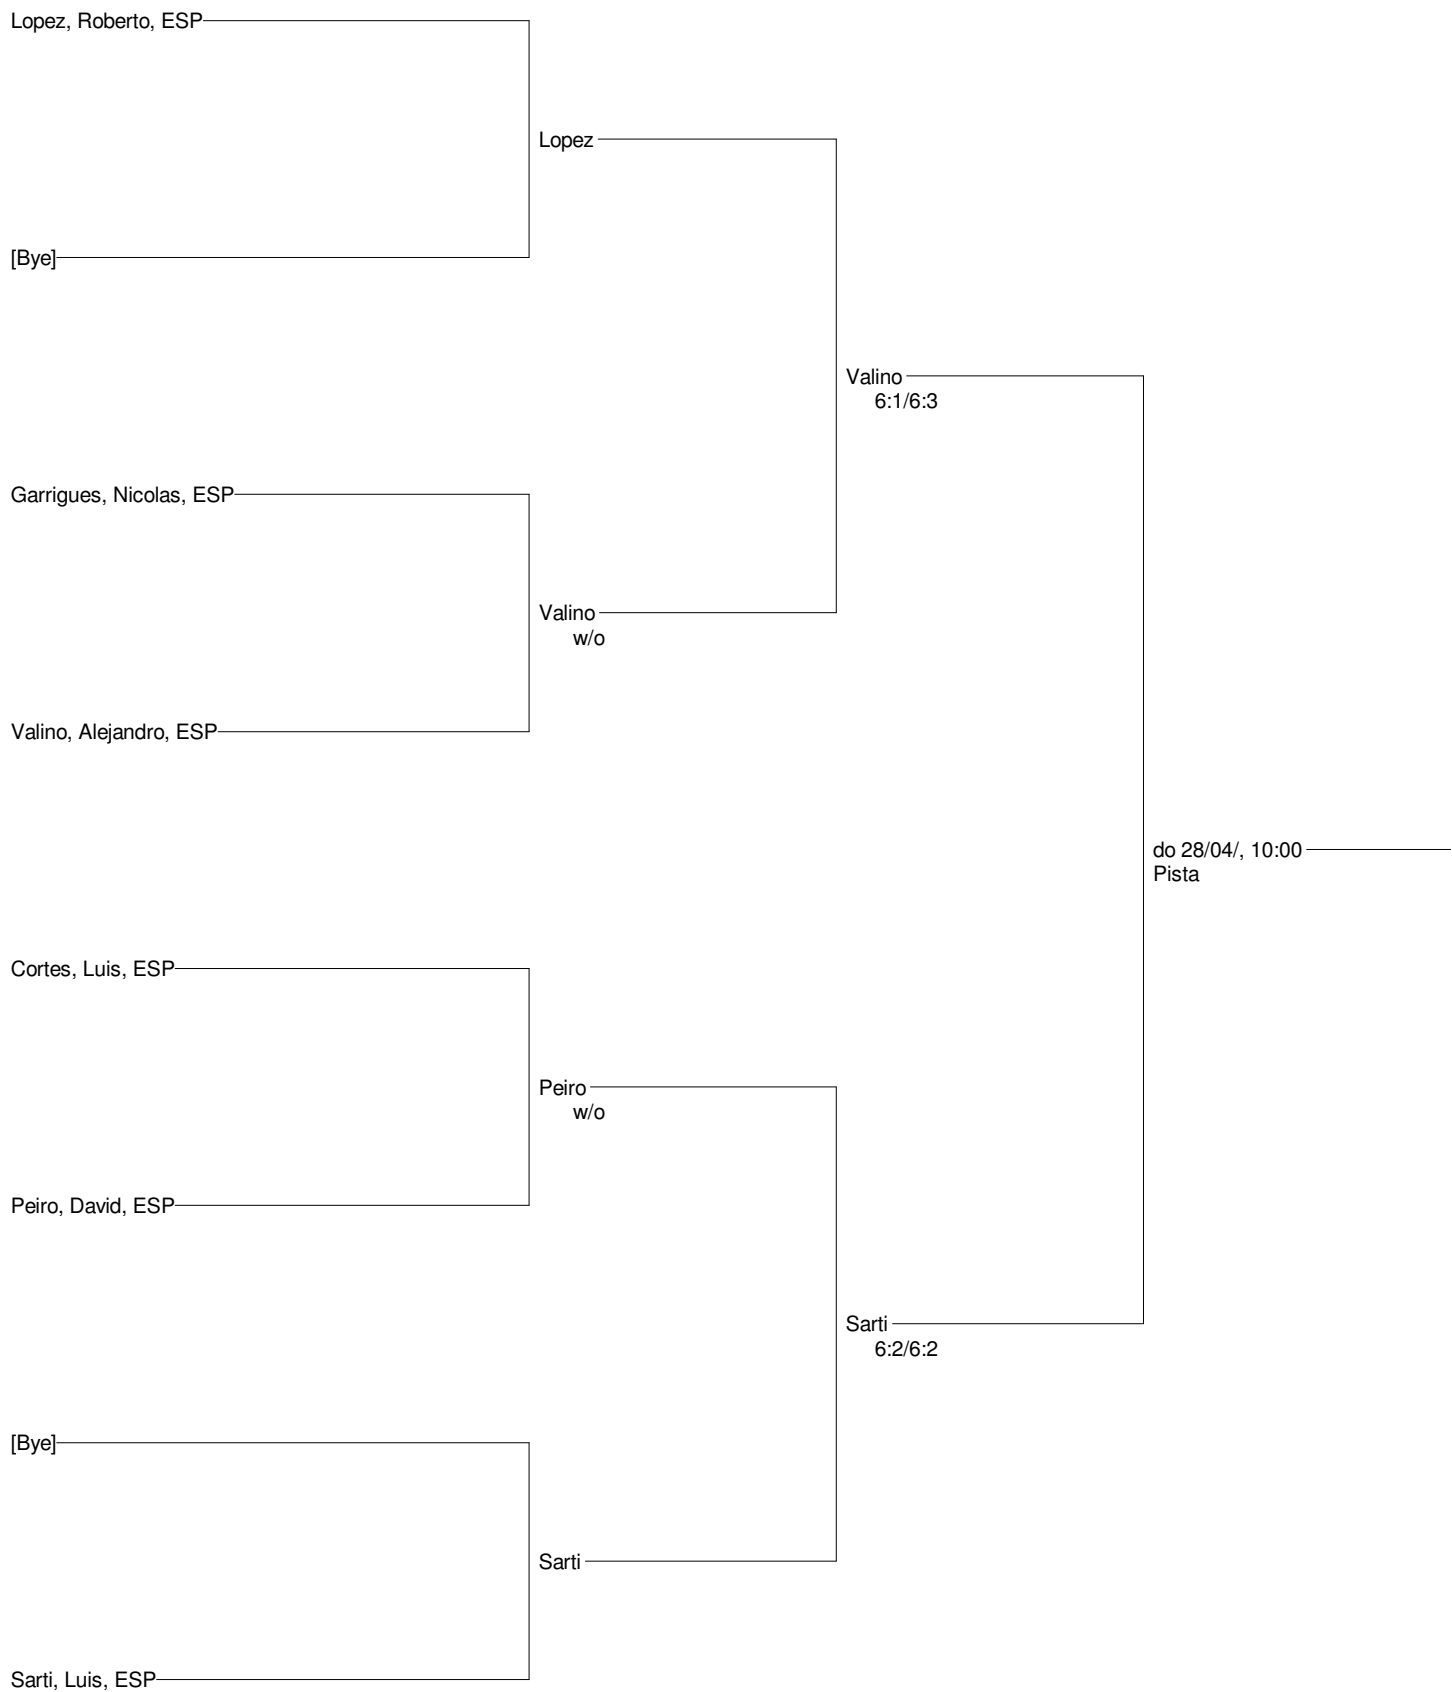 Lopez, Roberto, ESP
Lopez
[Bye]
Valino
6:1/6:3
Garrigues, Nicolas, ESP
Valino
w/o
Valino, Alejandro, ESP
do 28/04/, 10:00
Pista
Cortes, Luis, ESP
Peiro
w/o
Peiro, David, ESP
Sarti
6:2/6:2
[Bye]
Sarti
Sarti, Luis, ESP